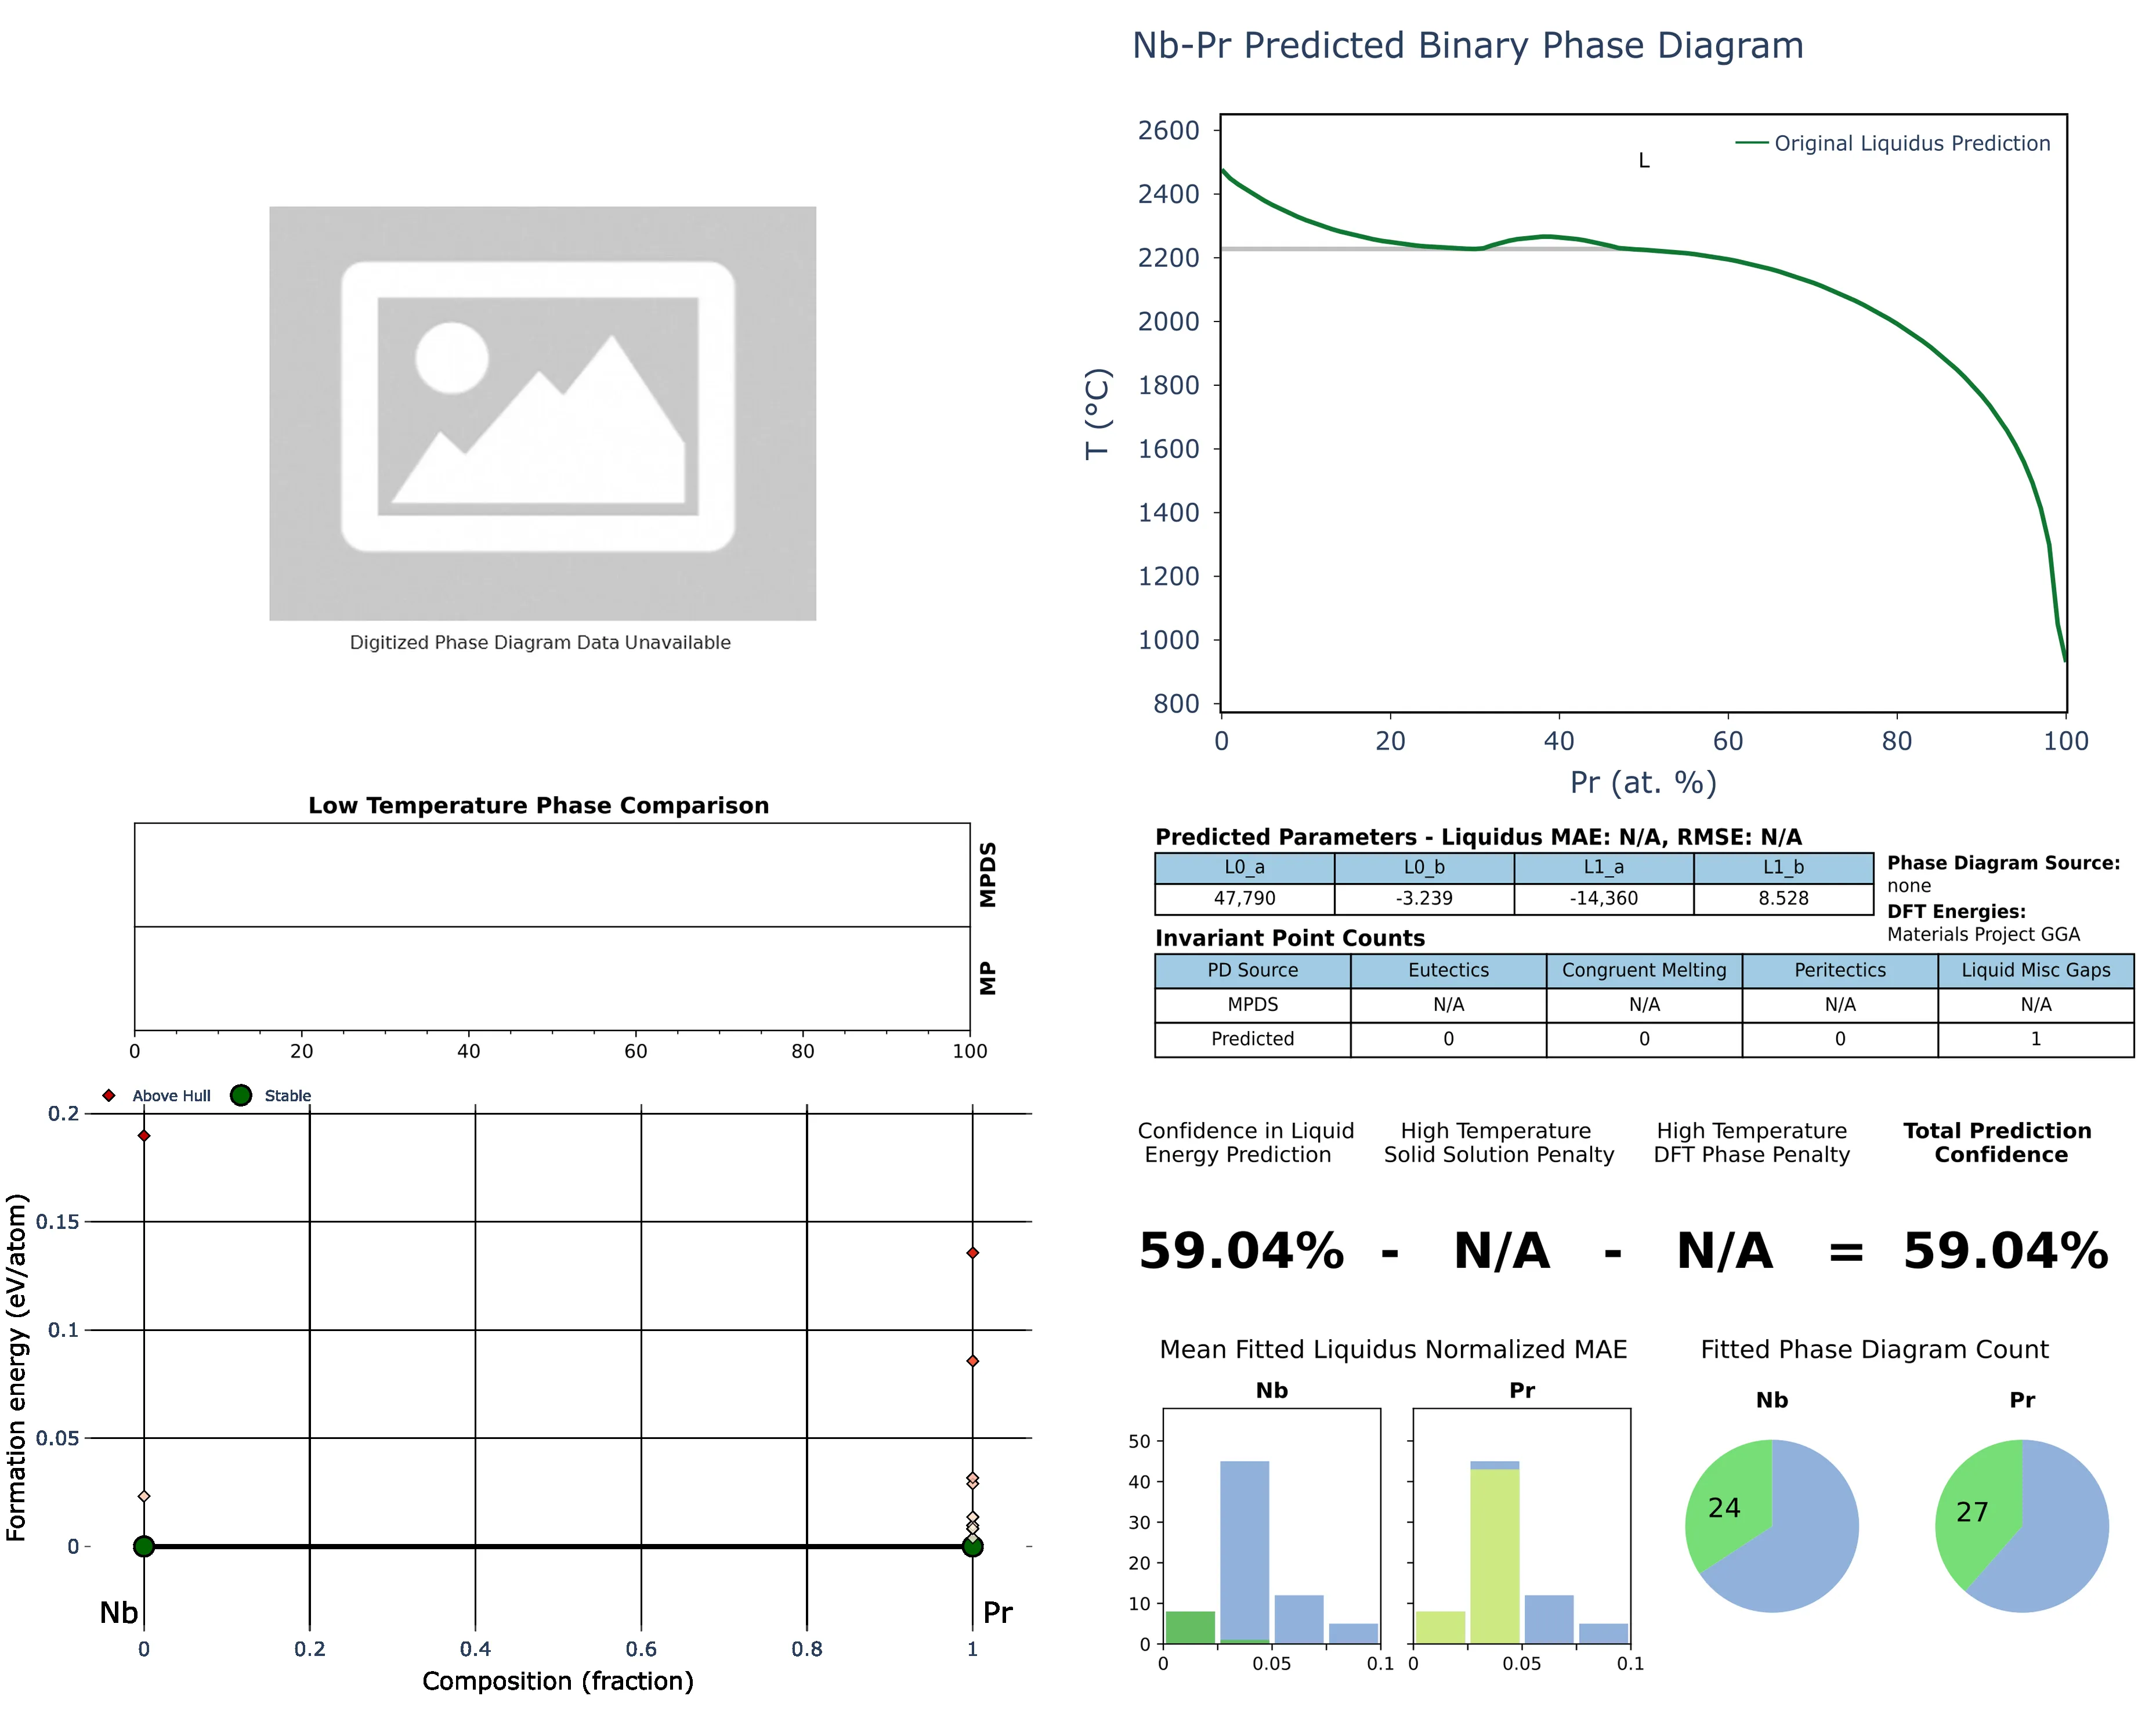 Nb-Pr Predicted Binary Phase Diagram
Digitized Phase Diagram Data Unavailable
2600
2400
2200
2000
1800
1600
1400
1200
1000
800
T (°C)
L
Original Liquidus Prediction
0 20 40 60 80 100
Pr (at. %)
Low Temperature Phase Comparison
MPDS
MP
0 20 40 60 80 100
Predicted Parameters - Liquidus MAE: N/A, RMSE: N/A
L0_a L0_b L1_a L1_b
47,790 -3.239 -14,360 8.528
Phase Diagram Source:
none
DFT Energies:
Materials Project GGA
Invariant Point Counts
PD Source Eutectics Congruent Melting Peritectics Liquid Misc Gaps
MPDS N/A N/A N/A N/A
Predicted 0 0 0 1
Above Hull Stable
0.2
0.15
0.1
0.05
0
Formation energy (eV/atom)
Nb Pr
0 0.2 0.4 0.6 0.8 1
Composition (fraction)
Confidence in Liquid
Energy Prediction
High Temperature
Solid Solution Penalty
High Temperature
DFT Phase Penalty
Total Prediction
Confidence
59.04% - N/A - N/A = 59.04%
Mean Fitted Liquidus Normalized MAE
Nb Pr
50
40
30
20
10
0
0 0.05 0.1 0 0.05 0.1
Fitted Phase Diagram Count
Nb Pr
24 27